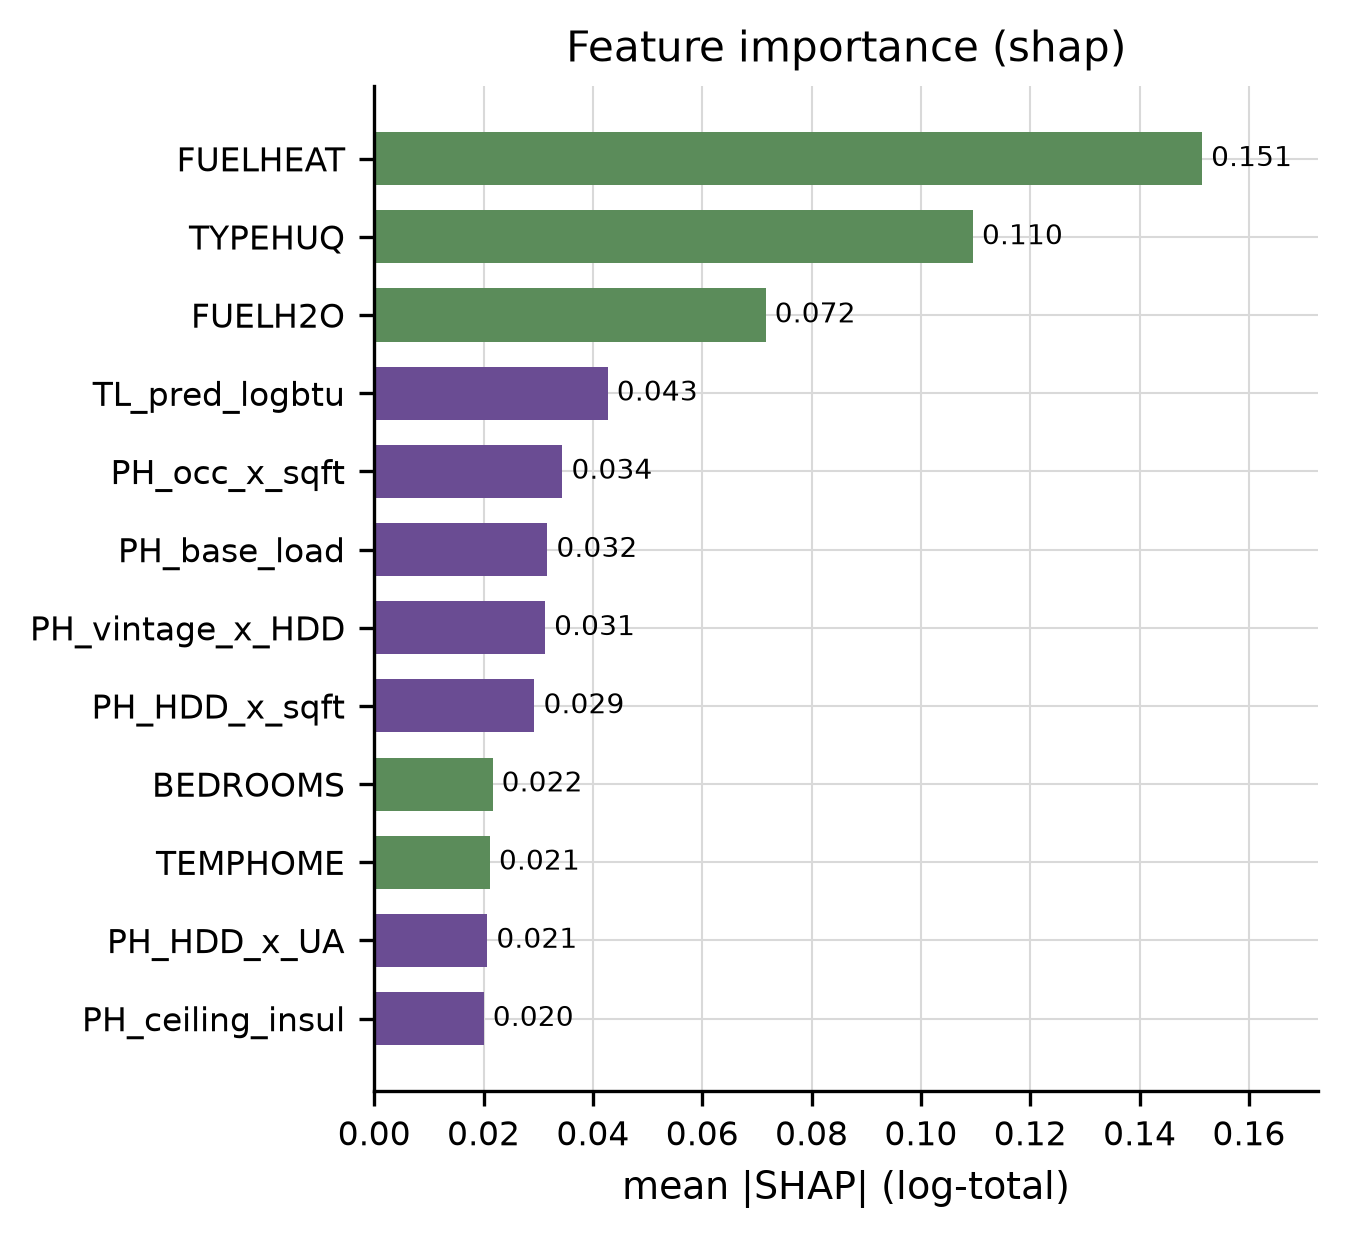 Feature importance (shap)
FUELHEAT 0.151
TYPEHUQ 0.110
FUELH2O 0.072
TL_pred_logbtu 0.043
PH_occ_x_sqft 0.034
PH_base_load 0.032
PH_vintage_x_HDD 0.031
PH_HDD_x_sqft 0.029
BEDROOMS 0.022
TEMPHOME 0.021
PH_HDD_x_UA 0.021
PH_ceiling_insul 0.020
0.00 0.02 0.04 0.06 0.08 0.10 0.12 0.14 0.16
mean |SHAP| (log-total)